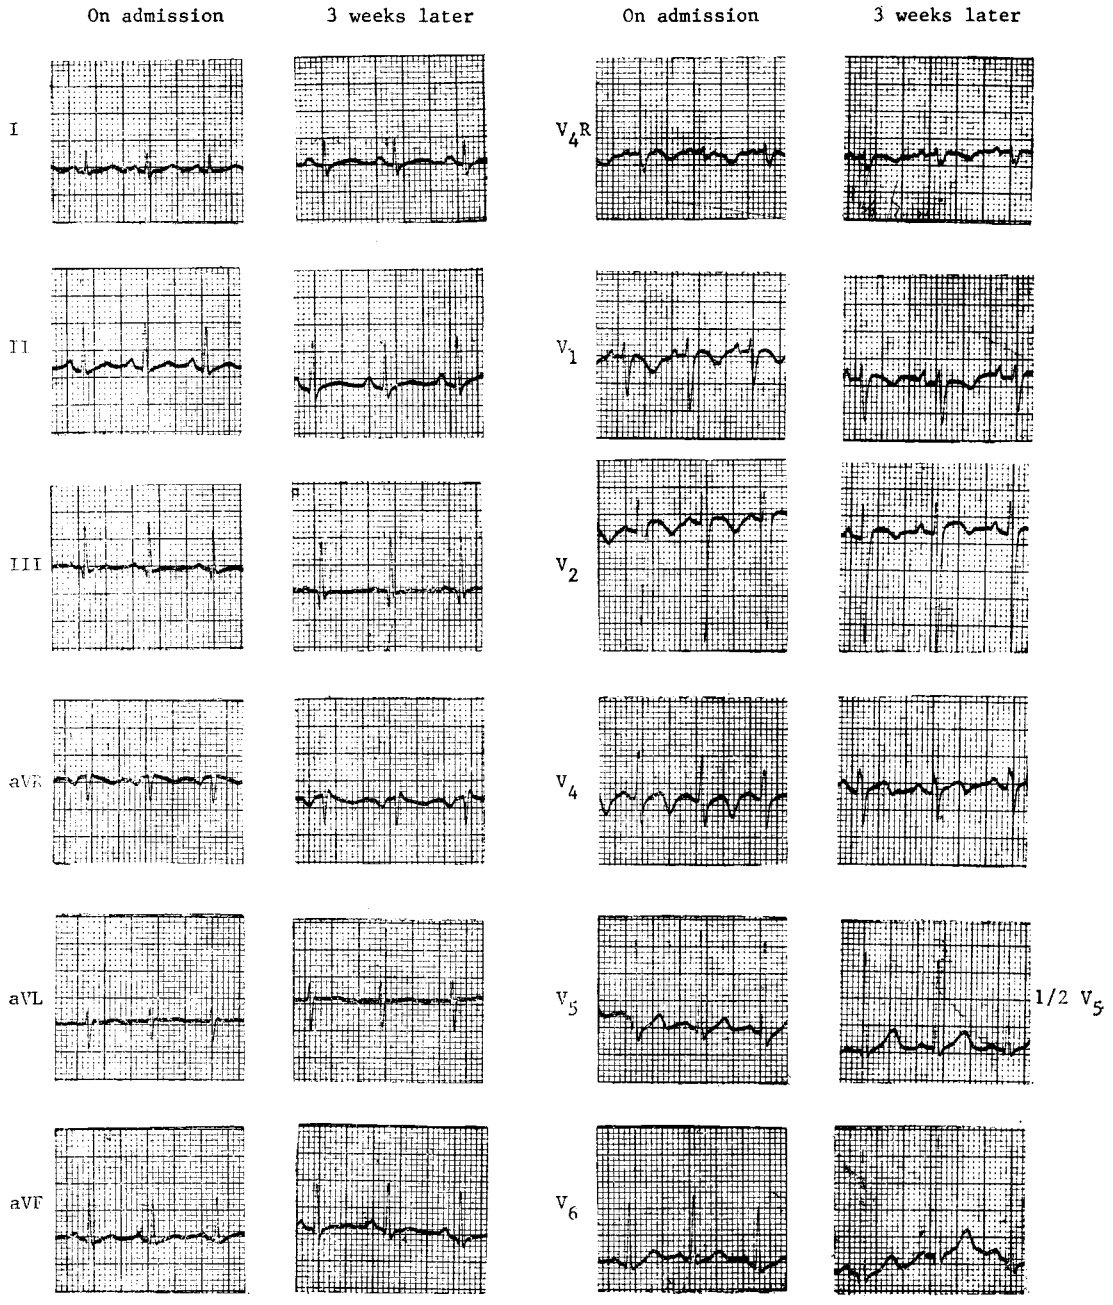 On admission 3 weeks later On admission 3 weeks later
I V4R
II V1
III V2
aVR V4
aVL V5 1/2 V5
aVF V6